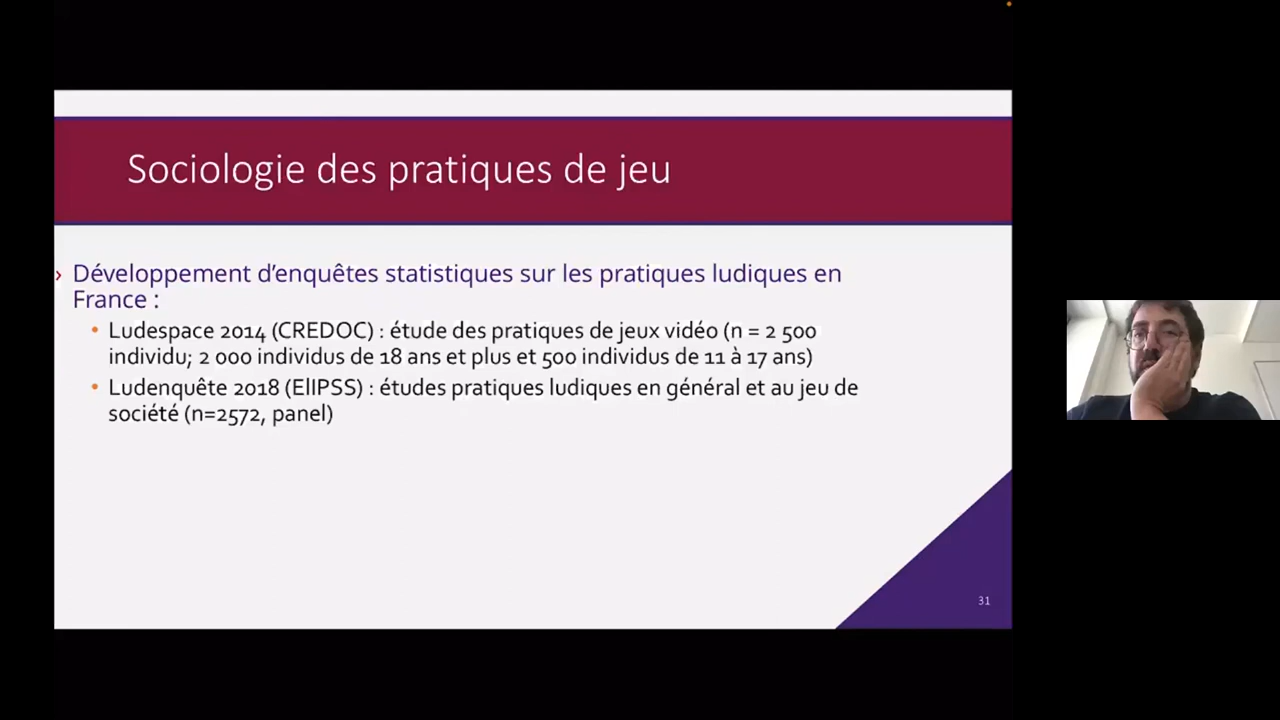 Sociologie des pratiques de jeu
› Développement d’enquêtes statistiques sur les pratiques ludiques en
France :
• Ludespace 2014 (CREDOC) : étude des pratiques de jeux vidéo (n = 2 500
individu; 2 000 individus de 18 ans et plus et 500 individus de 11 à 17 ans)
• Ludenquête 2018 (ElIPSS) : études pratiques ludiques en général et au jeu de
société (n=2572, panel)
31